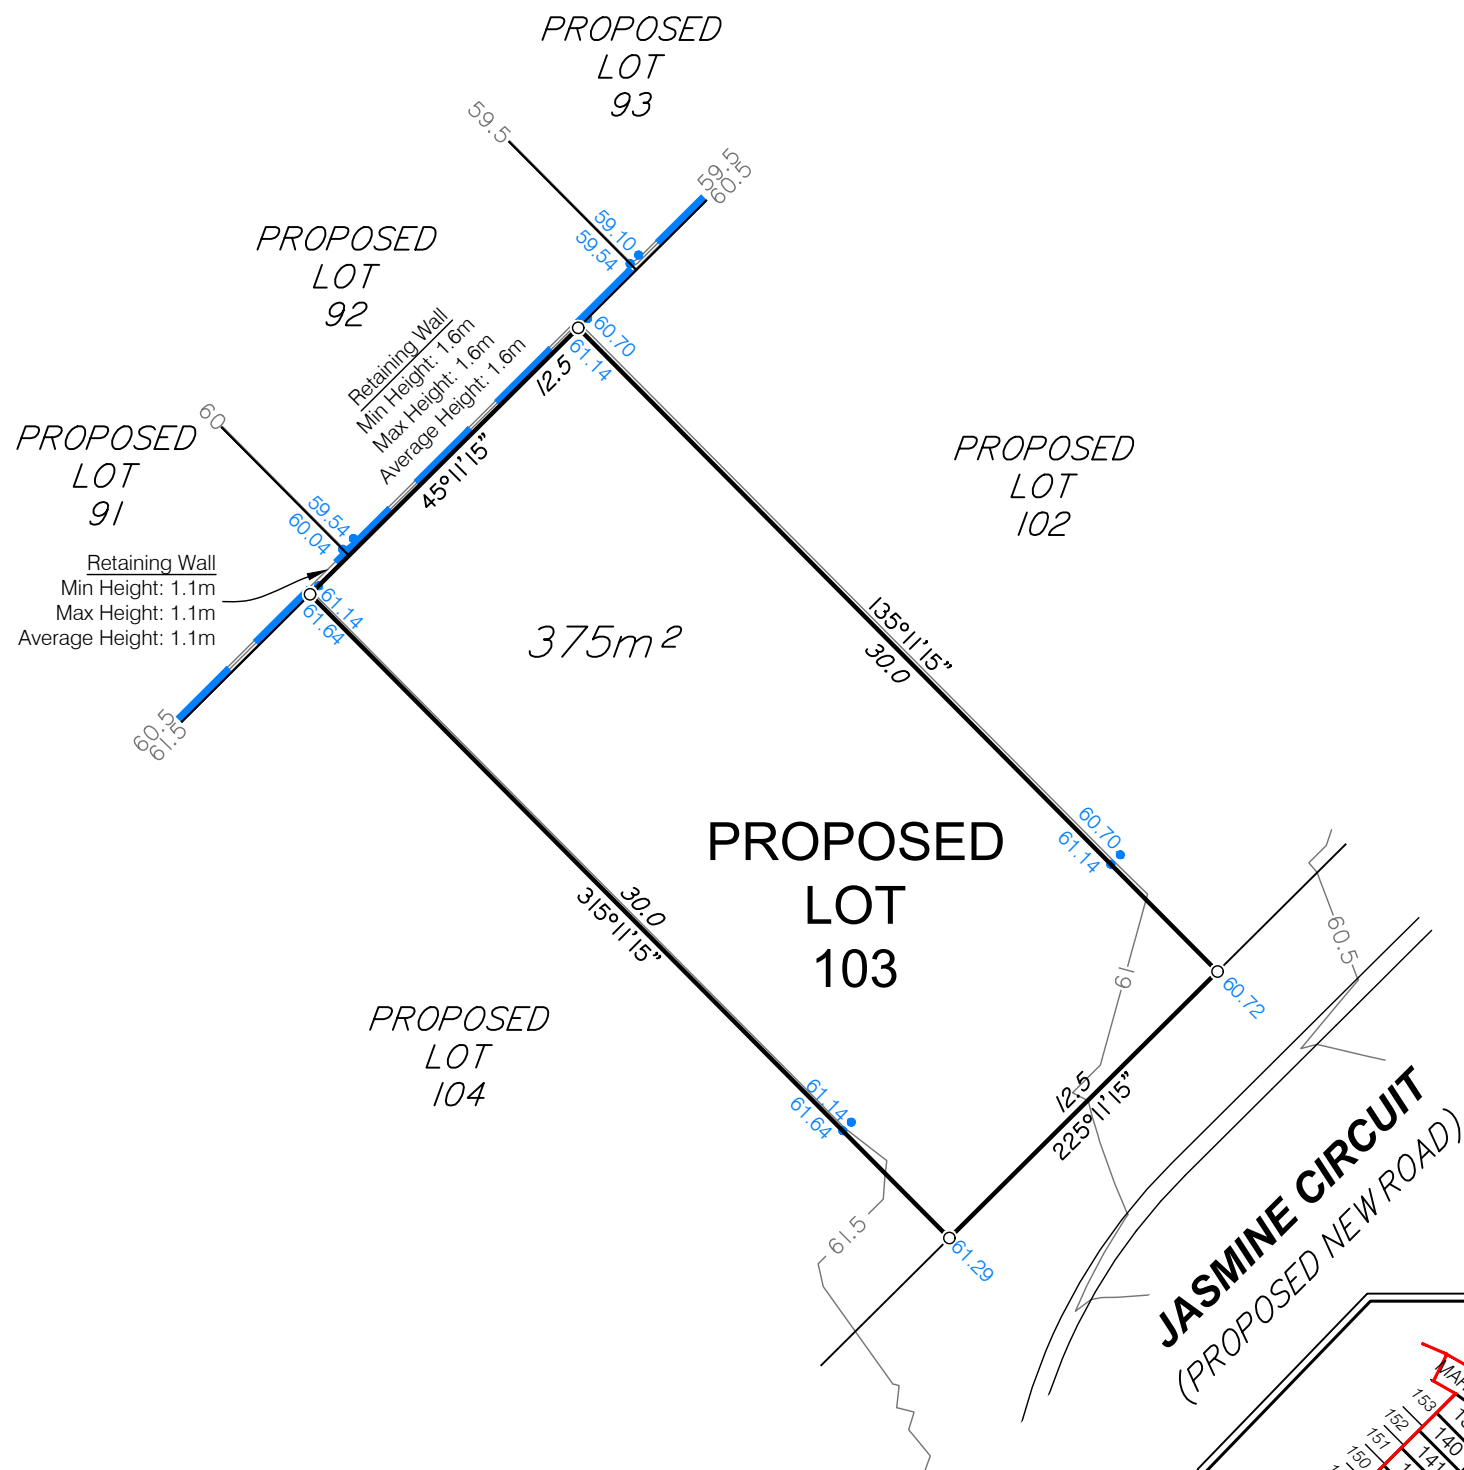 PROPOSED
LOT
93
59.5
59.5
60.5
59.10
59.54
PROPOSED
LOT
92
Retaining Wall
Min Height: 1.6m
Max Height: 1.6m
Average Height: 1.6m
60.70
61.14
12.5
45°11'15"
60
PROPOSED
LOT
91
59.54
60.04
Retaining Wall
Min Height: 1.1m
Max Height: 1.1m
Average Height: 1.1m
61.14
61.64
60.5
61.5
PROPOSED
LOT
102
375m²
135°11'15"
30.0
PROPOSED
LOT
103
60.70
61.14
61
60.5
60.72
30.0
315°11'15"
PROPOSED
LOT
104
61.14
61.64
61.5
12.5
225°11'15"
61.29
JASMINE CIRCUIT
(PROPOSED NEW ROAD)
153
152
151
150
140
141